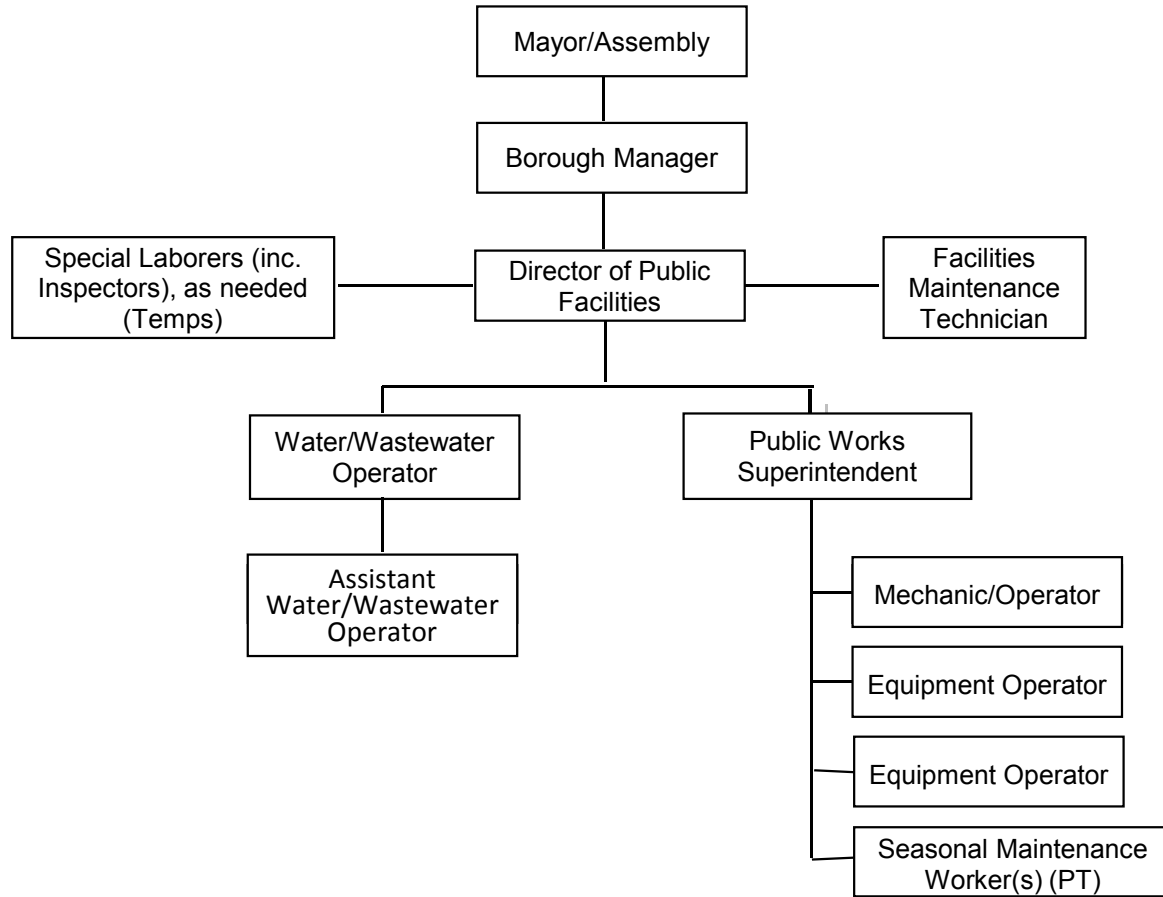 Mayor/Assembly
Borough Manager
Special Laborers (inc.
Inspectors), as needed
(Temps)
Director of Public
Facilities
Facilities
Maintenance
Technician
Water/Wastewater
Operator
Public Works
Superintendent
Assistant
Water/Wastewater
Operator
Mechanic/Operator
Equipment Operator
Equipment Operator
Seasonal Maintenance
Worker(s) (PT)